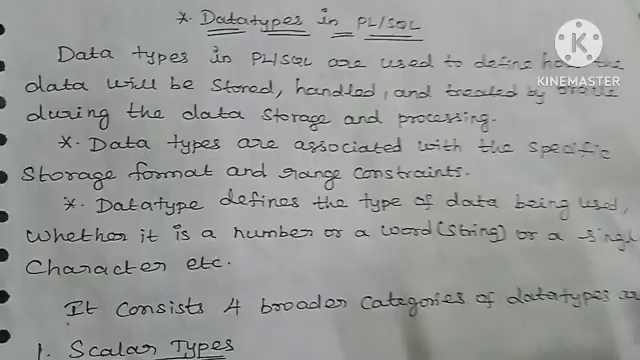 * Datatypes in PL/SQL
Data types in PL/SQL are used to define how the
data will be stored, handled, and treated by oracle
during the data storage and processing.
* Data types are associated with the specific
storage format and range constraints.
* Datatype defines the type of data being used,
whether it is a number or a word (string) or a singl
character etc.
It consists 4 broader categories of datatypes
1. Scalar Types
KINEMASTER